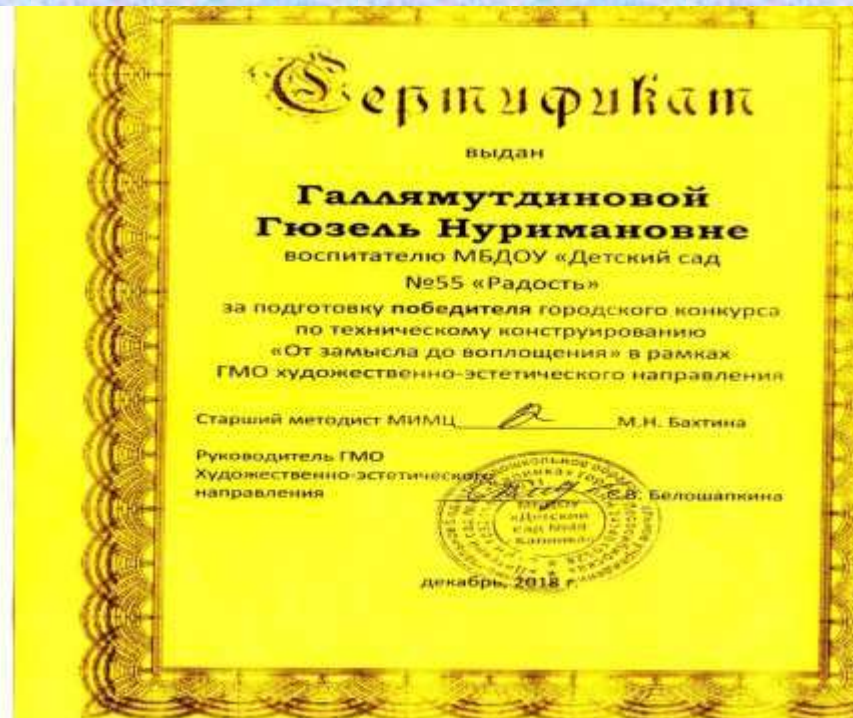 Сертификат
выдан
Галлямутдиновой
Гюзель Нуримановне
воспитателю МБДОУ «Детский сад
№55 «Радость»
за подготовку победителя городского конкурса
по техническому конструированию
«От замысла до воплощения» в рамках
ГМО художественно-эстетического направления
Старший методист МИМЦ М.Н. Бахтина
Руководитель ГМО
Художественно-эстетического
направления С.В. Белошапкина
«Детский
сад
декабрь, 2018 г.